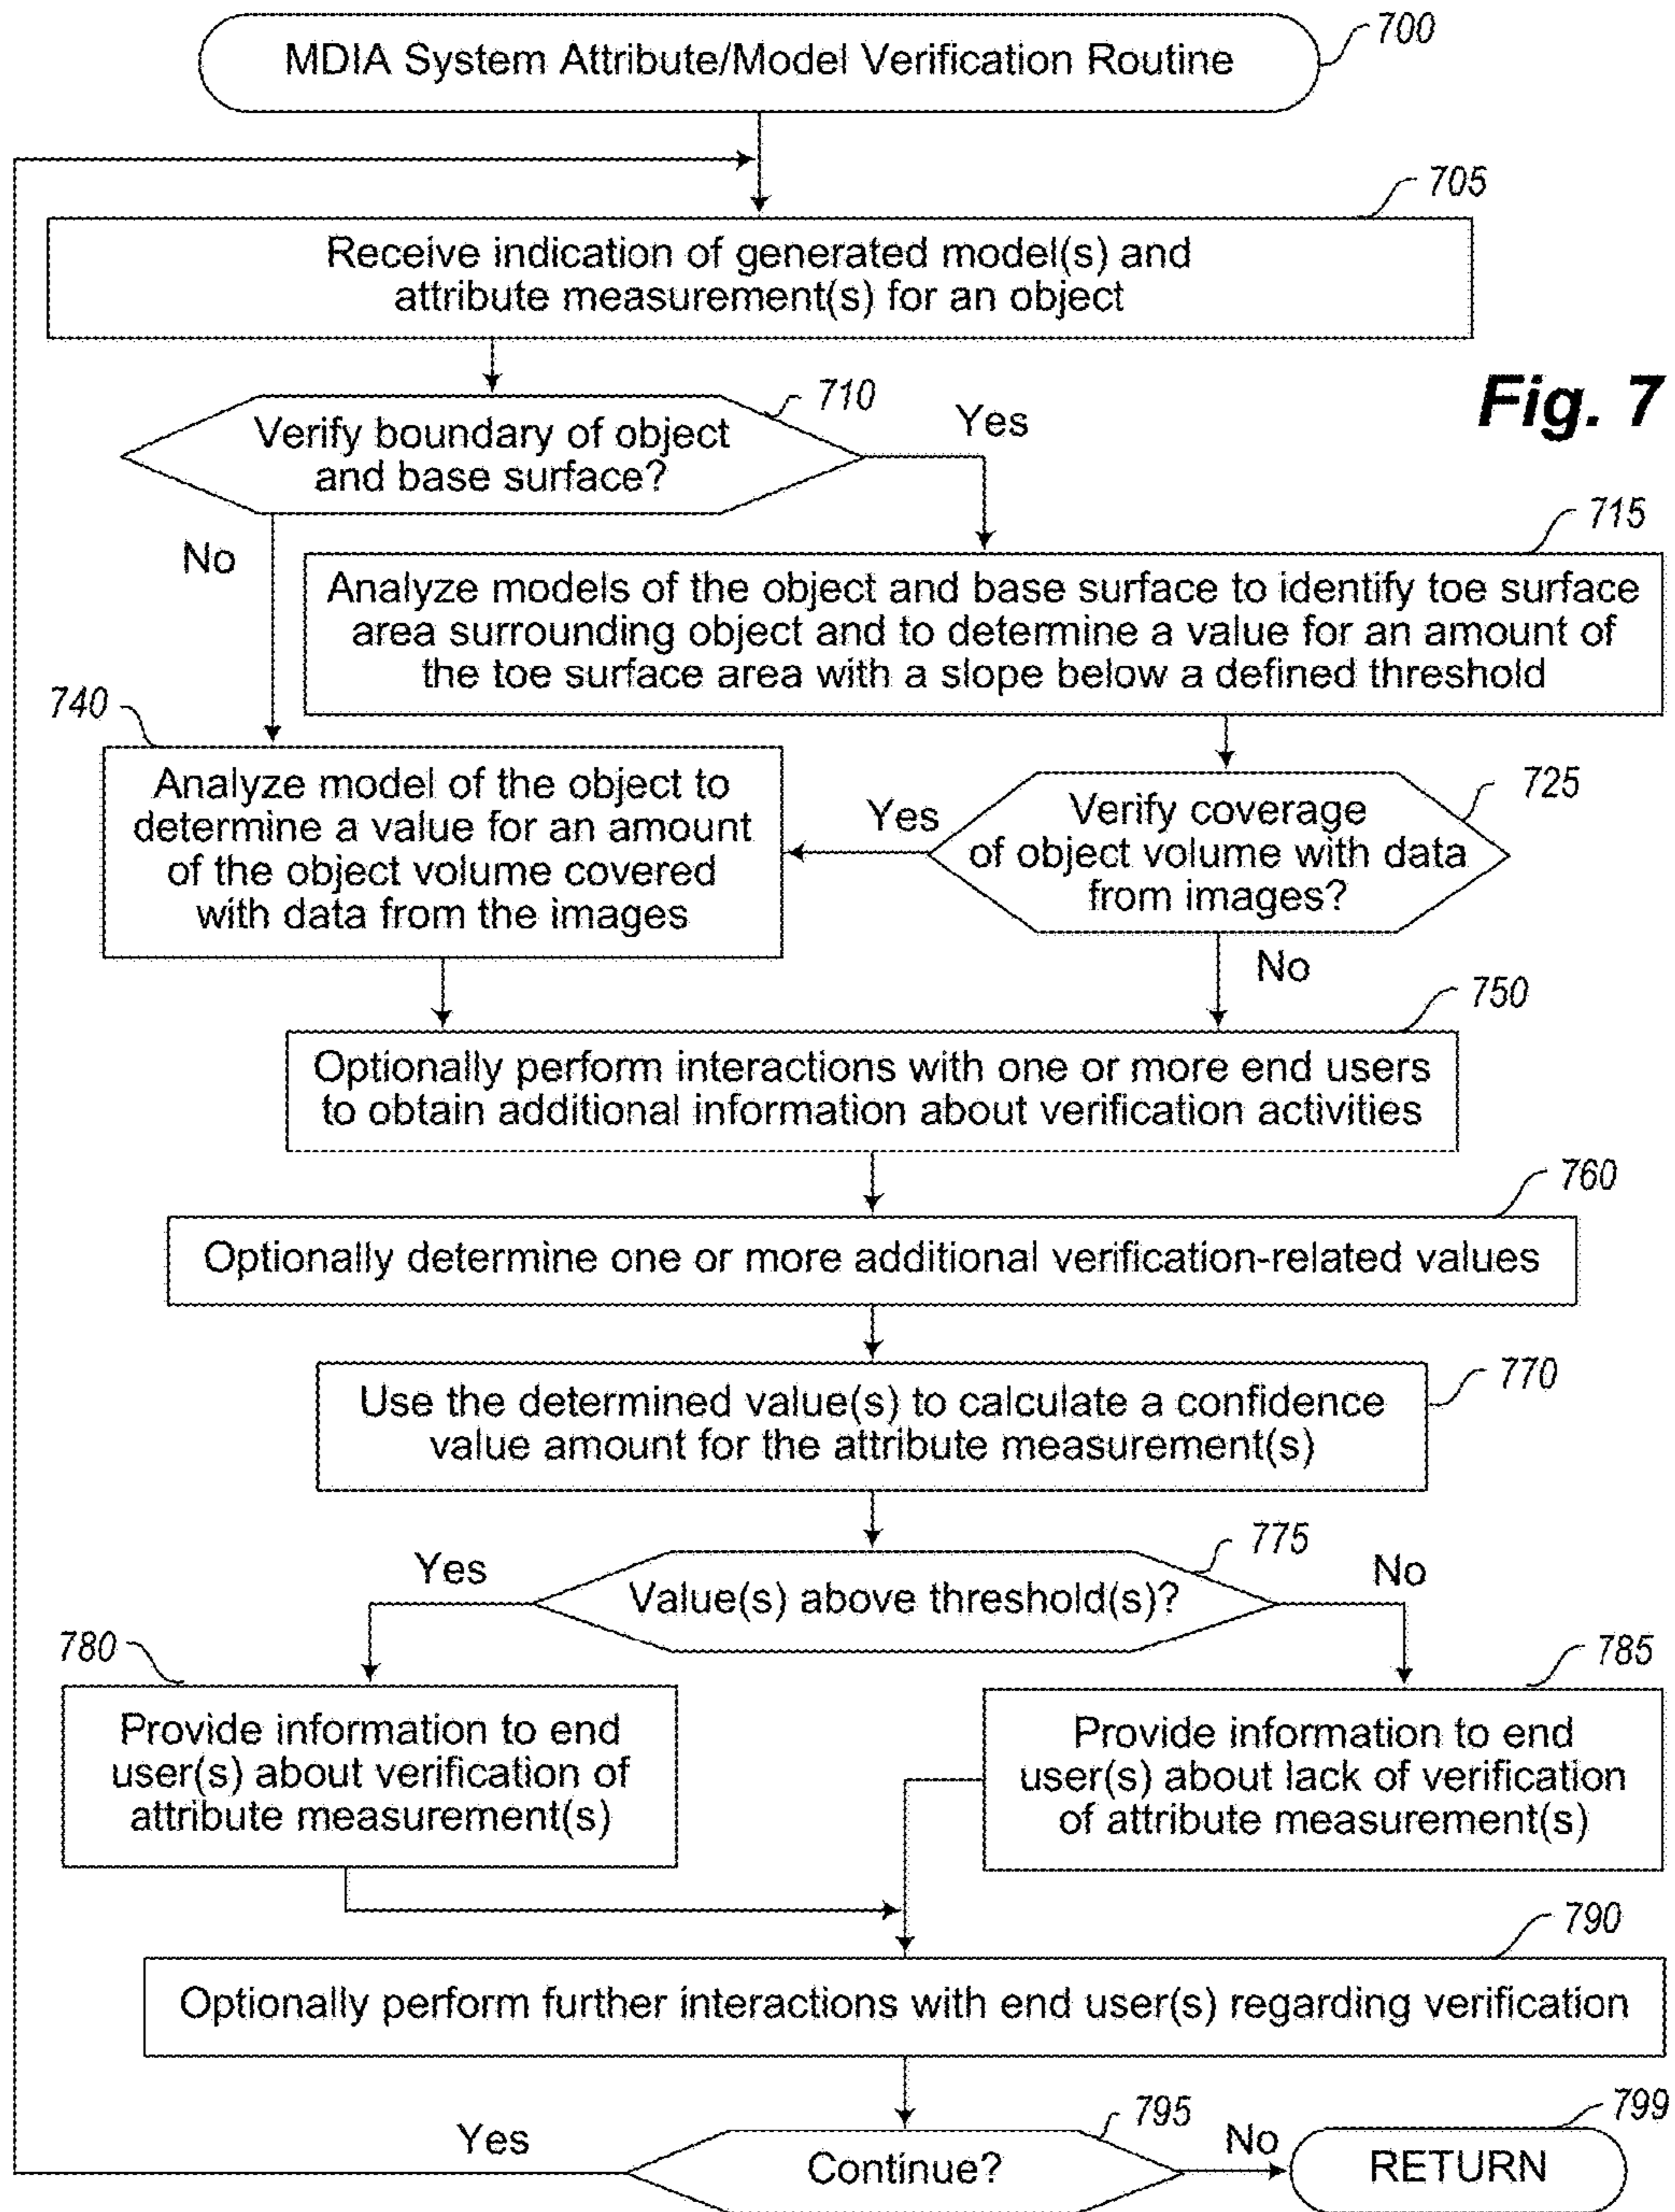 700
MDIA System Attribute/Model Verification Routine
705
Receive indication of generated model(s) and
attribute measurement(s) for an object
Fig. 7
710
Verify boundary of object
and base surface?
Yes
No
715
Analyze models of the object and base surface to identify toe surface
area surrounding object and to determine a value for an amount of
the toe surface area with a slope below a defined threshold
740
Analyze model of the object to
determine a value for an amount
of the object volume covered
with data from the images
Yes
725
Verify coverage
of object volume with data
from images?
No
750
Optionally perform interactions with one or more end users
to obtain additional information about verification activities
760
Optionally determine one or more additional verification-related values
770
Use the determined value(s) to calculate a confidence
value amount for the attribute measurement(s)
775
Yes
Value(s) above threshold(s)?
No
780
Provide information to end
user(s) about verification of
attribute measurement(s)
785
Provide information to end
user(s) about lack of verification
of attribute measurement(s)
790
Optionally perform further interactions with end user(s) regarding verification
795
Yes
Continue?
No
799
RETURN